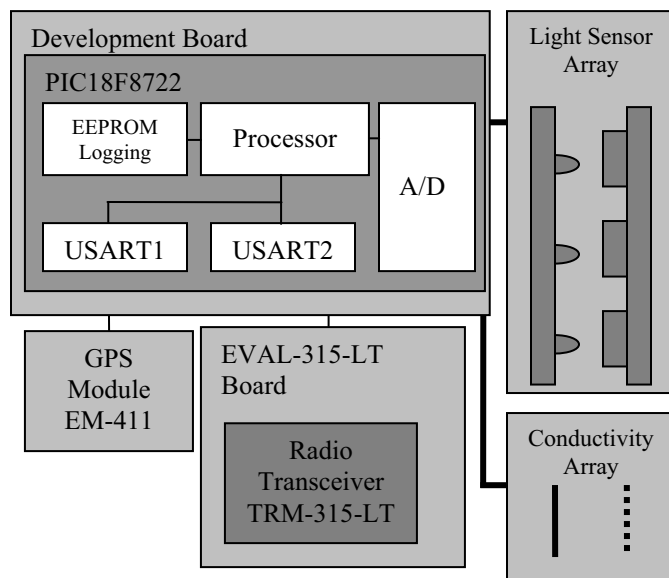 Development Board
PIC18F8722
EEPROM
Logging
Processor
A/D
USART1
USART2
Light Sensor
Array
GPS
Module
EM-411
EVAL-315-LT
Board
Radio
Transceiver
TRM-315-LT
Conductivity
Array